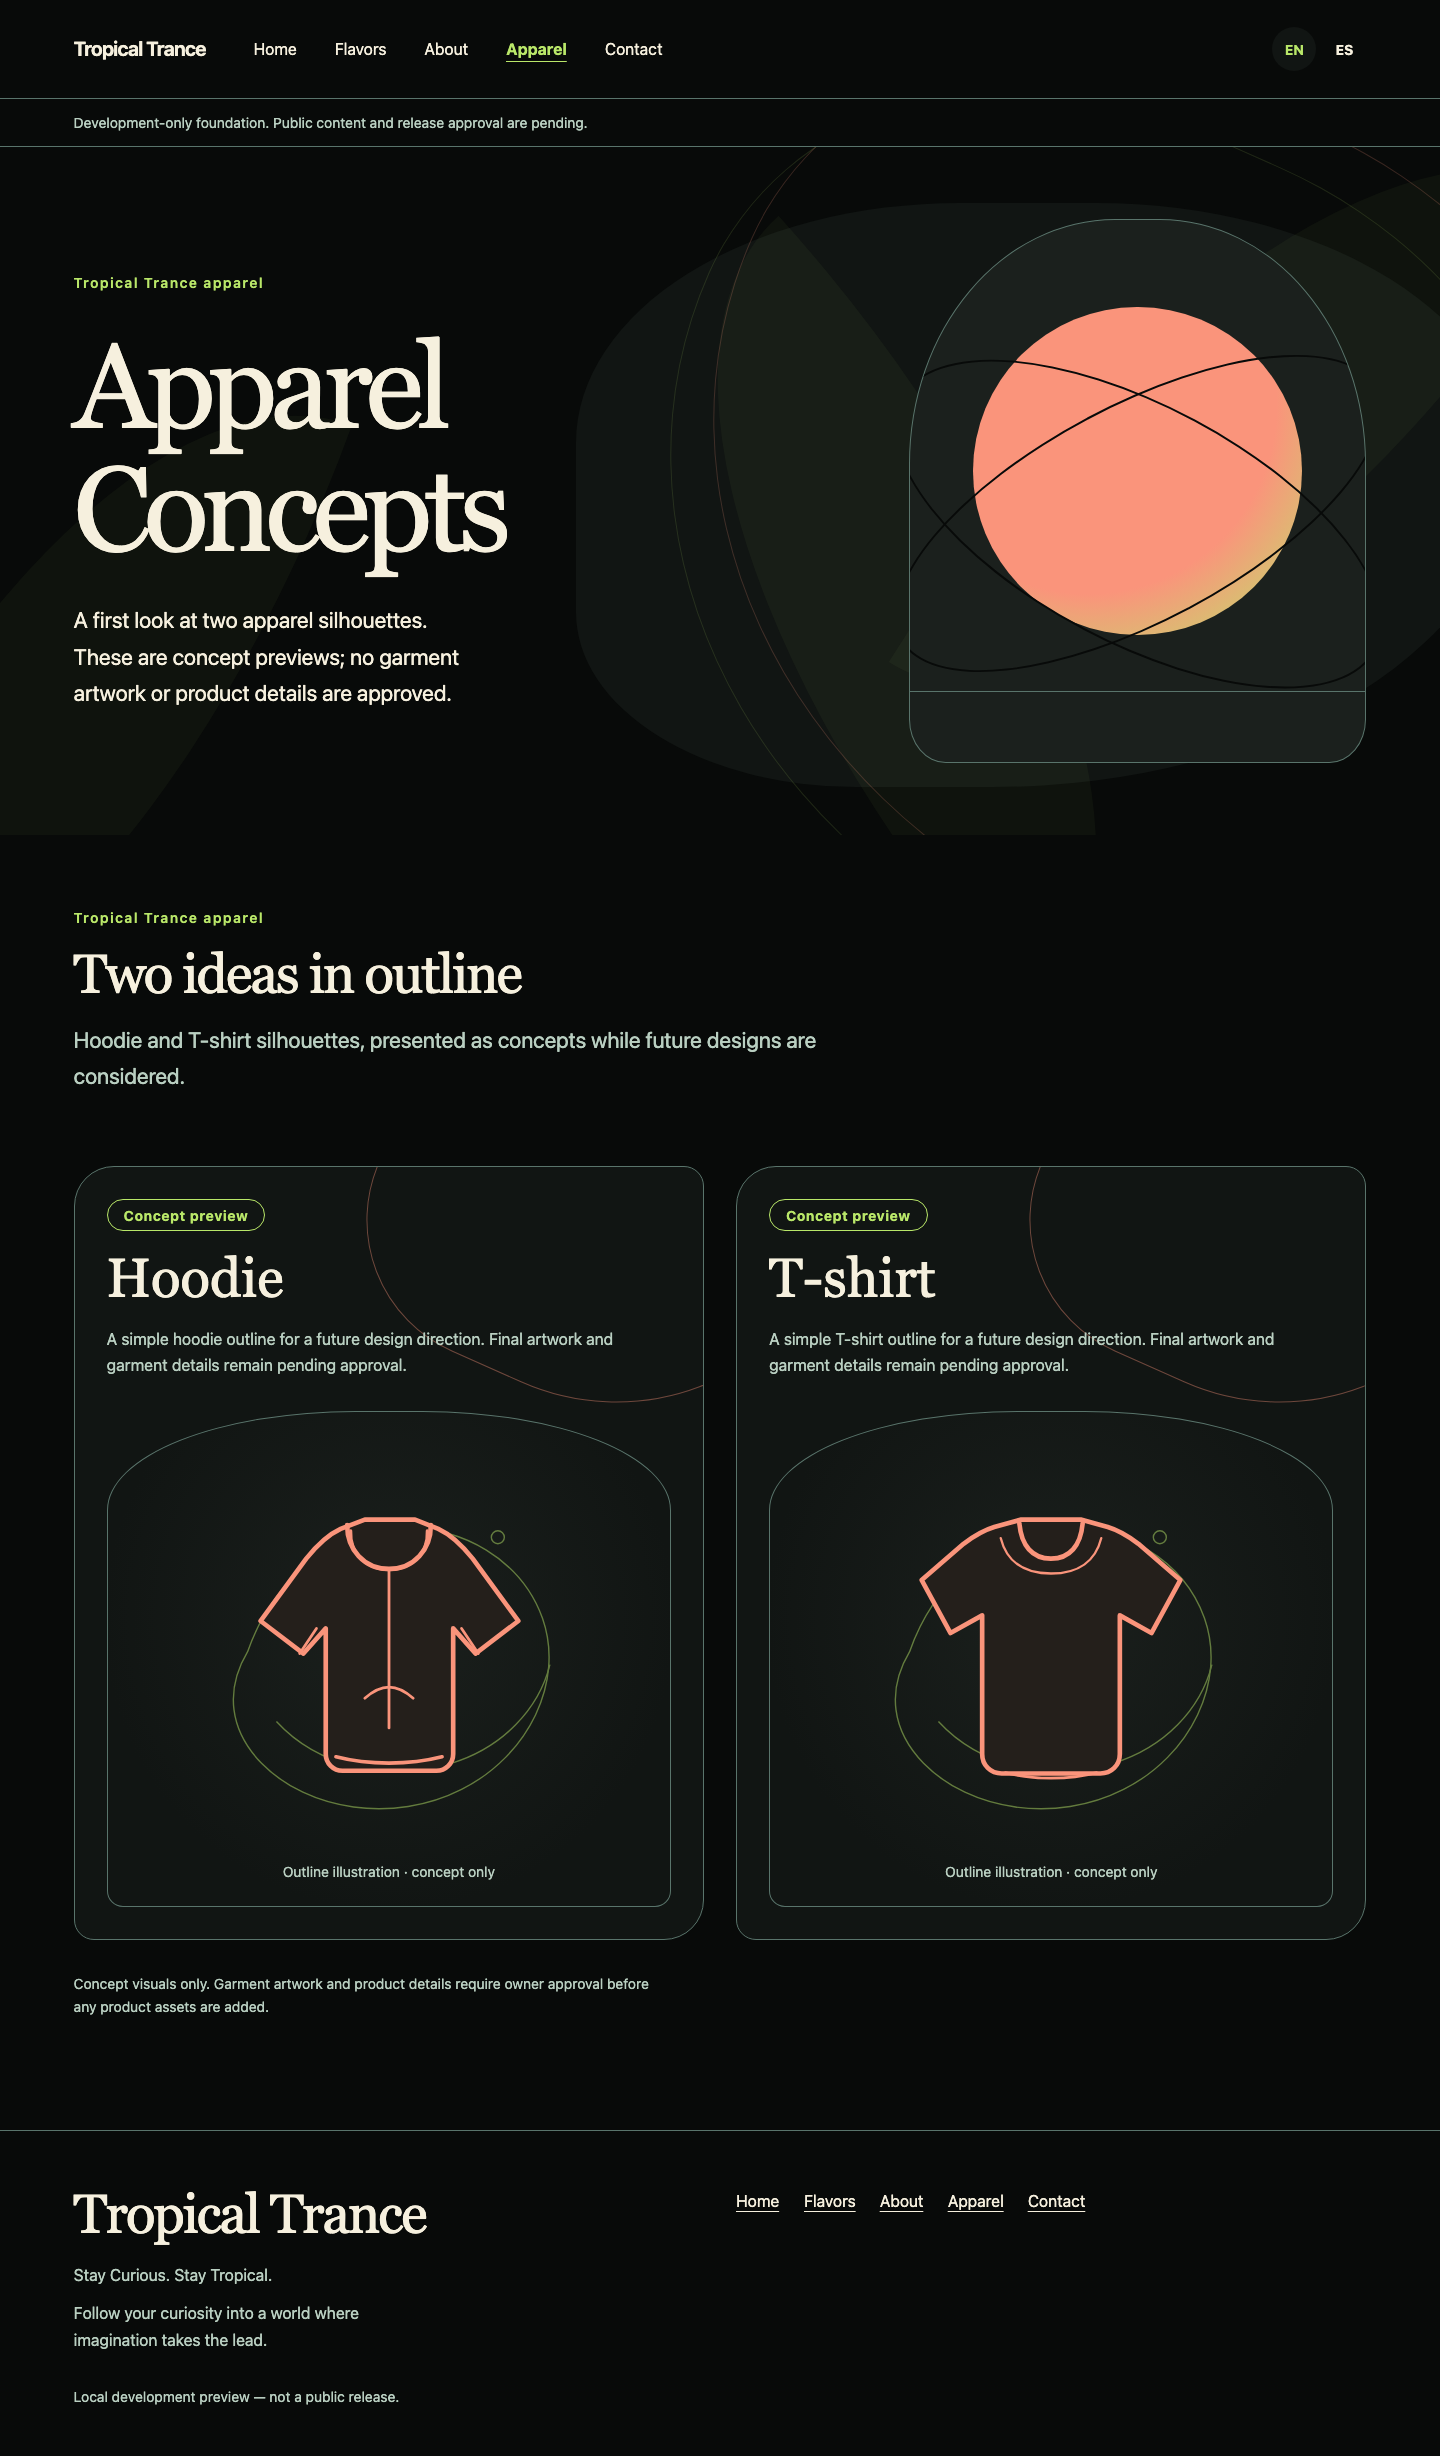 Tropical Trance Home Flavors About Apparel Contact EN ES
Development-only foundation. Public content and release approval are pending.
Tropical Trance apparel
Apparel
Concepts
A first look at two apparel silhouettes.
These are concept previews; no garment
artwork or product details are approved.
Tropical Trance apparel
Two ideas in outline
Hoodie and T-shirt silhouettes, presented as concepts while future designs are
considered.
Concept preview
Hoodie
A simple hoodie outline for a future design direction. Final artwork and
garment details remain pending approval.
Outline illustration · concept only
Concept preview
T-shirt
A simple T-shirt outline for a future design direction. Final artwork and
garment details remain pending approval.
Outline illustration · concept only
Concept visuals only. Garment artwork and product details require owner approval before
any product assets are added.
Tropical Trance
Stay Curious. Stay Tropical.
Follow your curiosity into a world where
imagination takes the lead.
Local development preview — not a public release.
Home Flavors About Apparel Contact